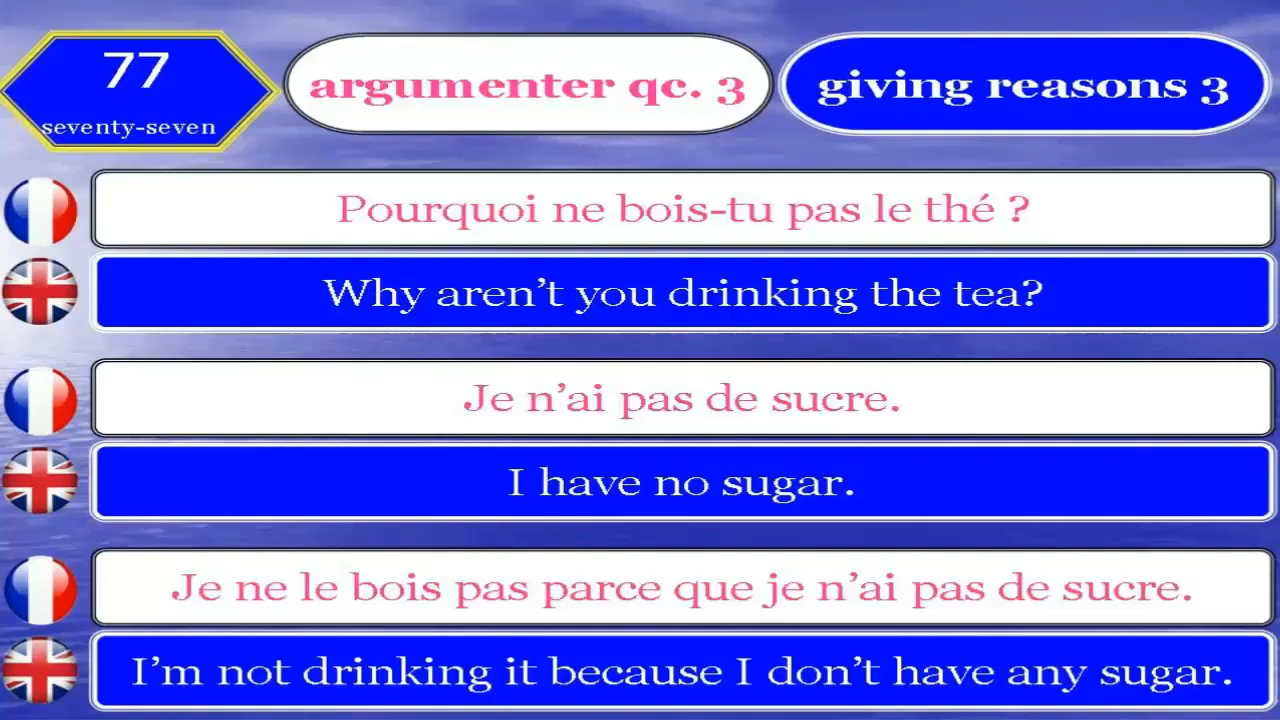 77
seventy-seven
argumenter qc. 3
giving reasons 3
Pourquoi ne bois-tu pas le thé ?
Why aren’t you drinking the tea?
Je n’ai pas de sucre.
I have no sugar.
Je ne le bois pas parce que je n’ai pas de sucre.
I’m not drinking it because I don’t have any sugar.